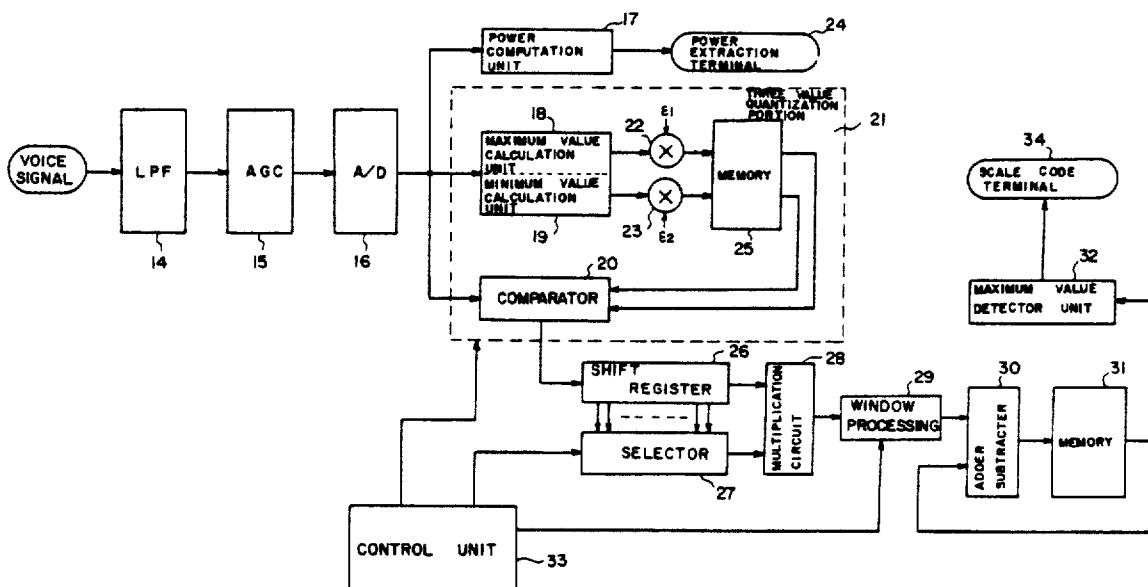 17
POWER
COMPUTATION
UNIT
24
POWER
EXTRACTION
TERMINAL
THREE VALUE
QUANTIZATION
PORTION
21
18
MAXIMUM VALUE
CALCULATION
UNIT
MINIMUM VALUE
CALCULATION
UNIT
19
22
ε1
23
ε2
MEMORY
25
VOICE
SIGNAL
LPF
14
AGC
15
A/D
16
20
COMPARATOR
34
SCALE CODE
TERMINAL
32
MAXIMUM VALUE
DETECTOR UNIT
26
SHIFT
REGISTER
SELECTOR
27
28
MULTIPLICATION
CIRCUIT
29
WINDOW
PROCESSING
30
ADDER
SUBTRACTER
31
MEMORY
CONTROL UNIT
33